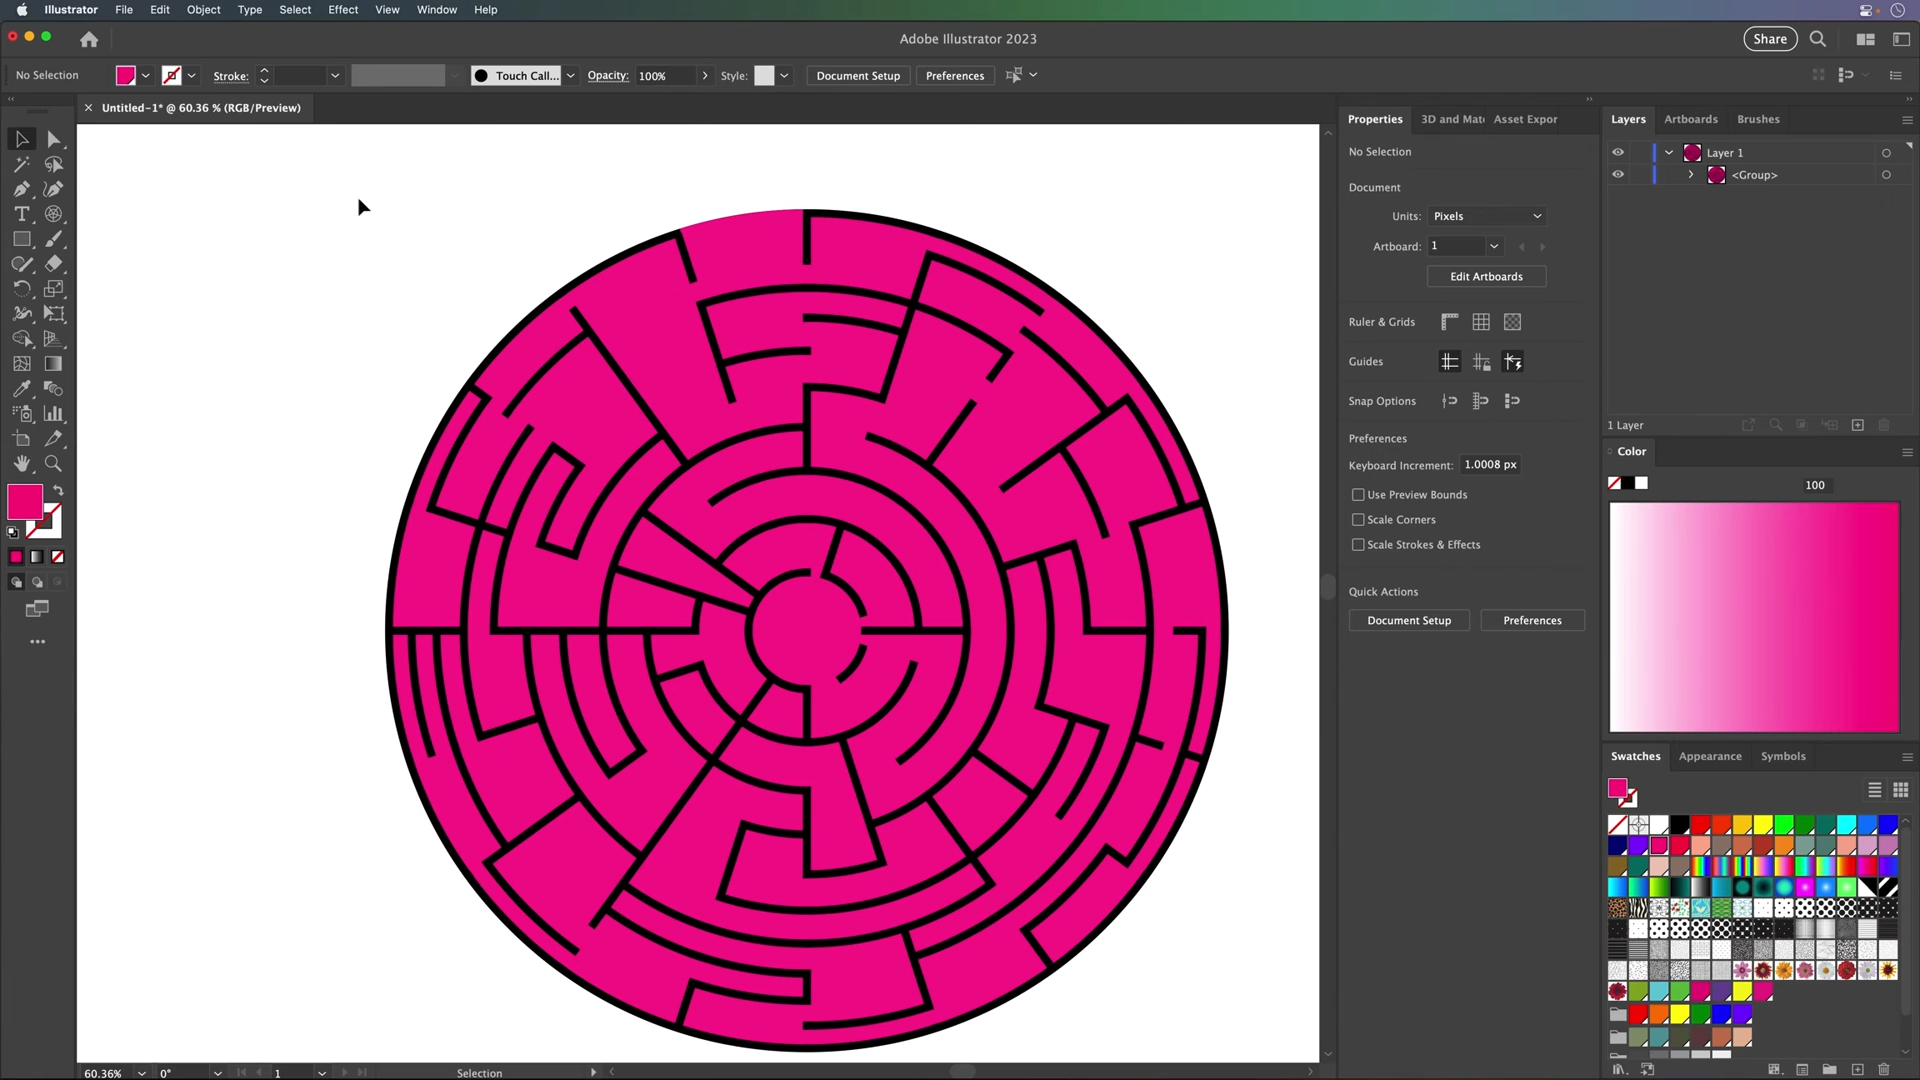 Illustrator File Edit Object Type Select Effect View Window Help
Adobe Illustrator 2023
Share
No Selection
Stroke:
Touch Call...
Opacity:
100%
Style:
Document Setup
Preferences
Untitled-1* @ 60.36 % (RGB/Preview)
Properties
3D and Mate
Asset Expor
No Selection
Document
Units:
Pixels
Artboard:
1
Edit Artboards
Ruler & Grids
Guides
Snap Options
Preferences
Keyboard Increment:
1.0008 px
Use Preview Bounds
Scale Corners
Scale Strokes & Effects
Quick Actions
Document Setup
Preferences
Layers
Artboards
Brushes
Layer 1
<Group>
1 Layer
Color
100
Swatches
Appearance
Symbols
60.36%
0°
1
Selection